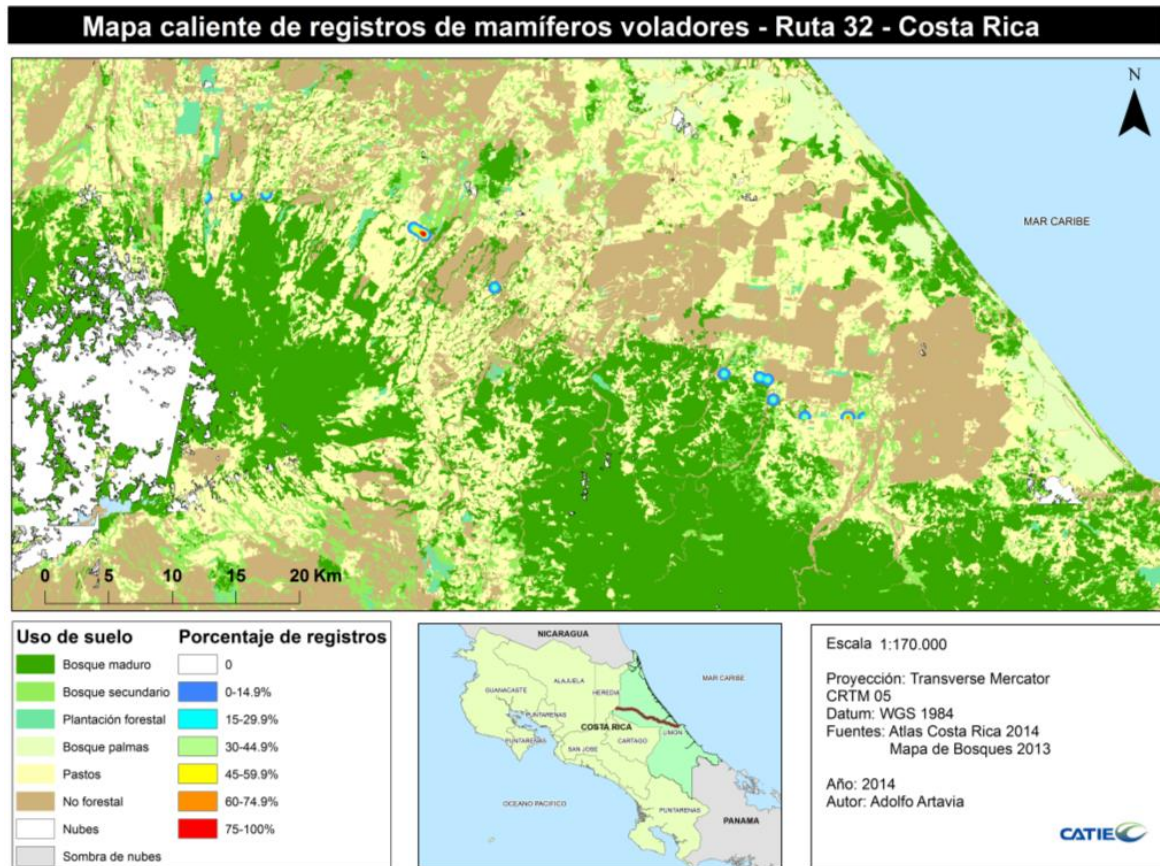 Mapa caliente de registros de mamíferos voladores - Ruta 32 - Costa Rica
N
MAR CARIBE
0 5 10 15 20 Km
Uso de suelo
Bosque maduro
Bosque secundario
Plantación forestal
Bosque palmas
Pastos
No forestal
Nubes
Sombra de nubes
Porcentaje de registros
0
0-14.9%
15-29.9%
30-44.9%
45-59.9%
60-74.9%
75-100%
NICARAGUA
MAR CARIBE
ALAJUELA
GUANACASTE
HEREDIA
PUNTARENAS
COSTA RICA
LIMON
PUNTARENAS
SAN JOSE
CARTAGO
OCEANO PACIFICO
PUNTARENAS
PANAMA
Escala 1:170.000
Proyección: Transverse Mercator
CRTM 05
Datum: WGS 1984
Fuentes: Atlas Costa Rica 2014
Mapa de Bosques 2013
Año: 2014
Autor: Adolfo Artavia
CATIE